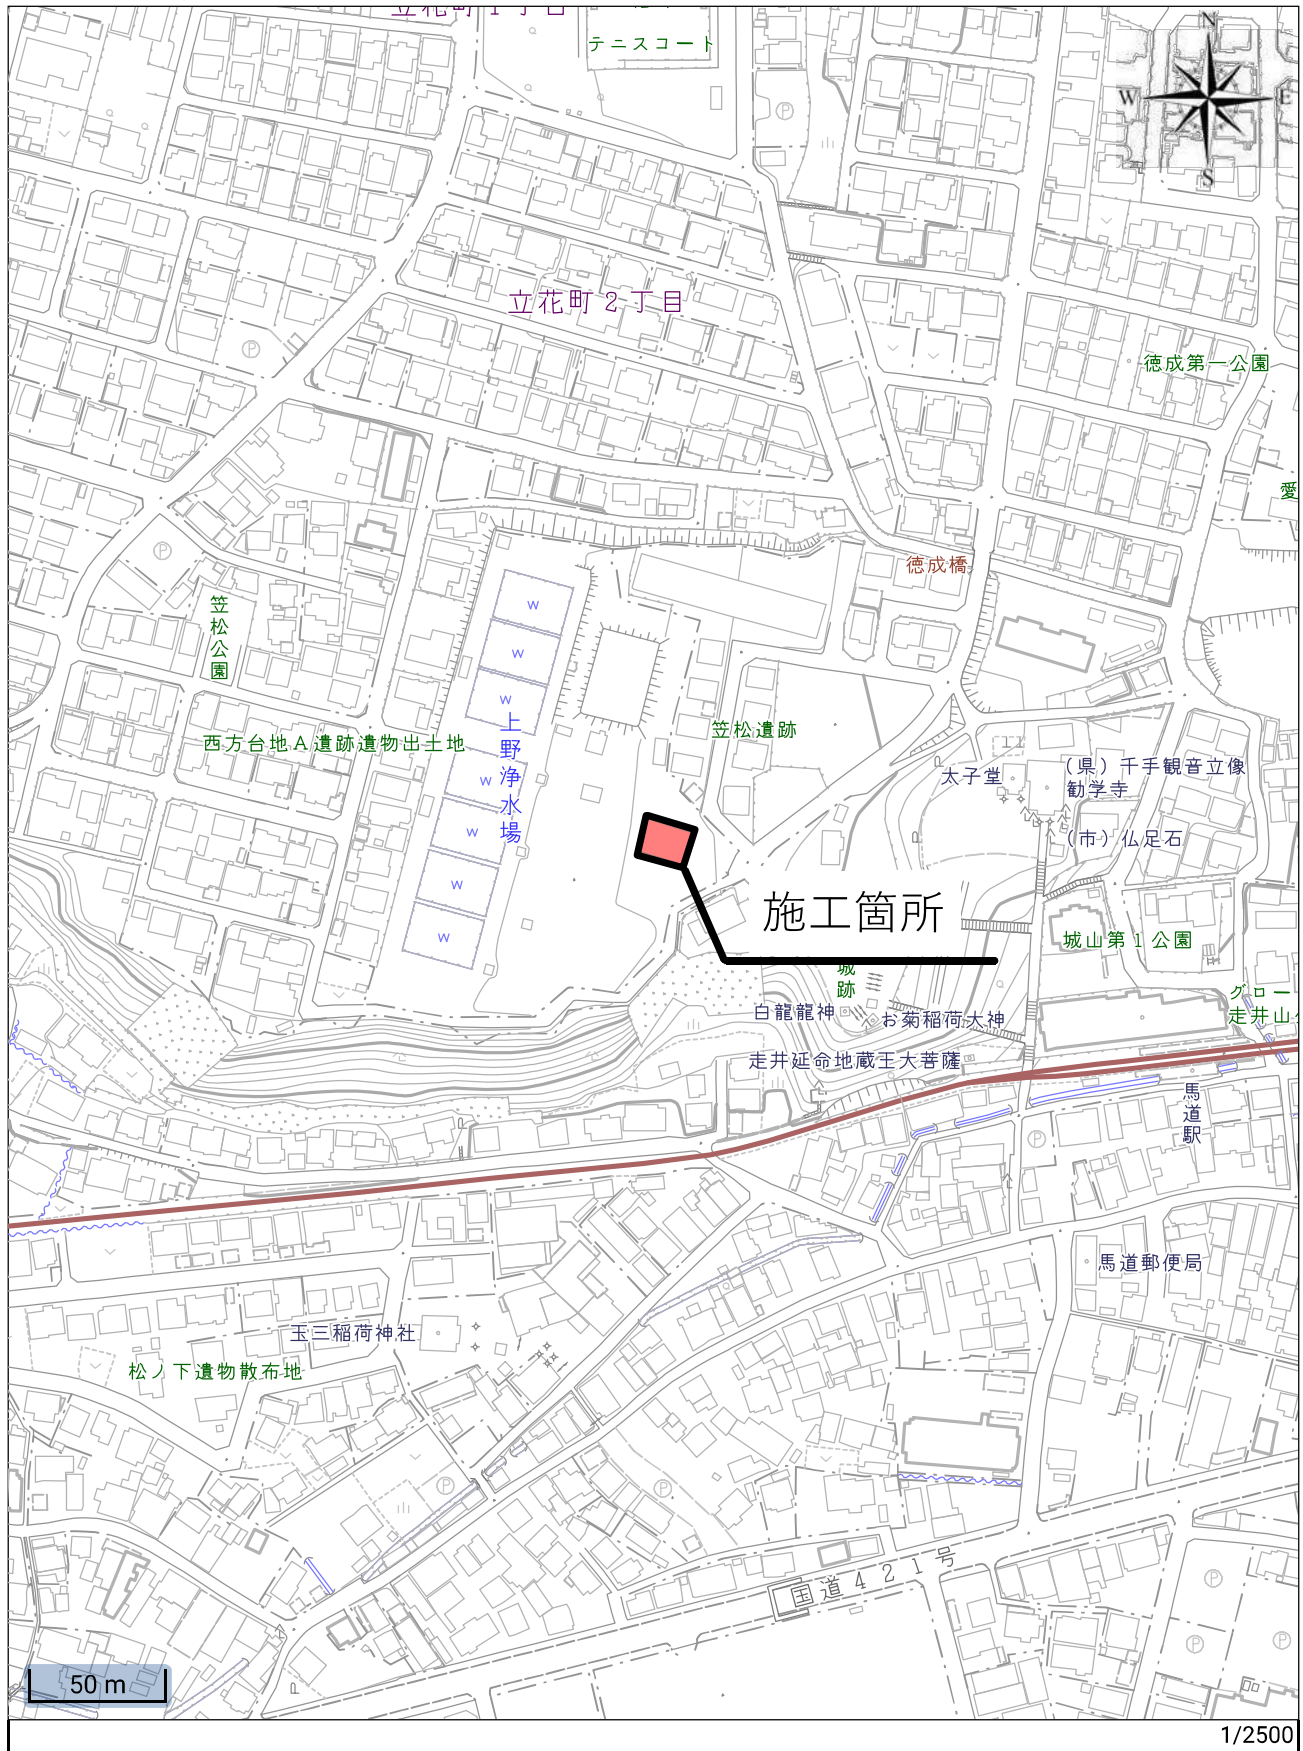 立花町1丁目
テニスコート
N
W
E
S
立花町2丁目
徳成第一公園
愛
徳成橋
笠松公園
笠松遺跡
西方台地A遺跡遺物出土地
上野浄水場
W
W
W
W
W
W
W
太子堂
(県)千手観音立像
勧学寺
(市)仏足石
施工箇所
城山第1公園
城跡
グロー
走井山公
白龍龍神
お菊稲荷大神
走井延命地蔵王大菩薩
馬道駅
馬道郵便局
玉三稲荷神社
松ノ下遺物散布地
国道421号
P
P
P
P
P
P
P
P
P
50 m
1/2500